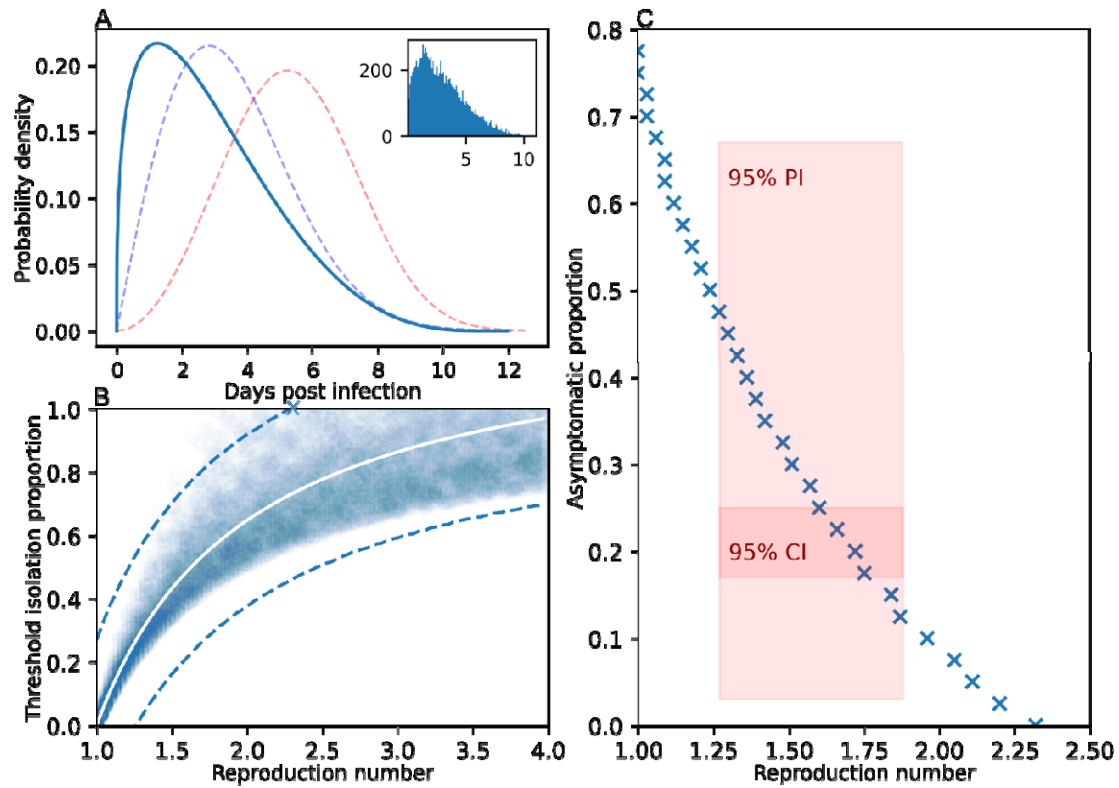 A
Probability density
0.20
0.15
0.10
0.05
0.00
0 2 4 6 8 10 12
Days post infection
200
0
5 10
B
Threshold isolation proportion
1.0
0.8
0.6
0.4
0.2
0.0
1.0 1.5 2.0 2.5 3.0 3.5 4.0
Reproduction number
C
Asymptomatic proportion
0.8
0.7
0.6
0.5
0.4
0.3
0.2
0.1
0.0
95% PI
95% CI
1.00 1.25 1.50 1.75 2.00 2.25 2.50
Reproduction number